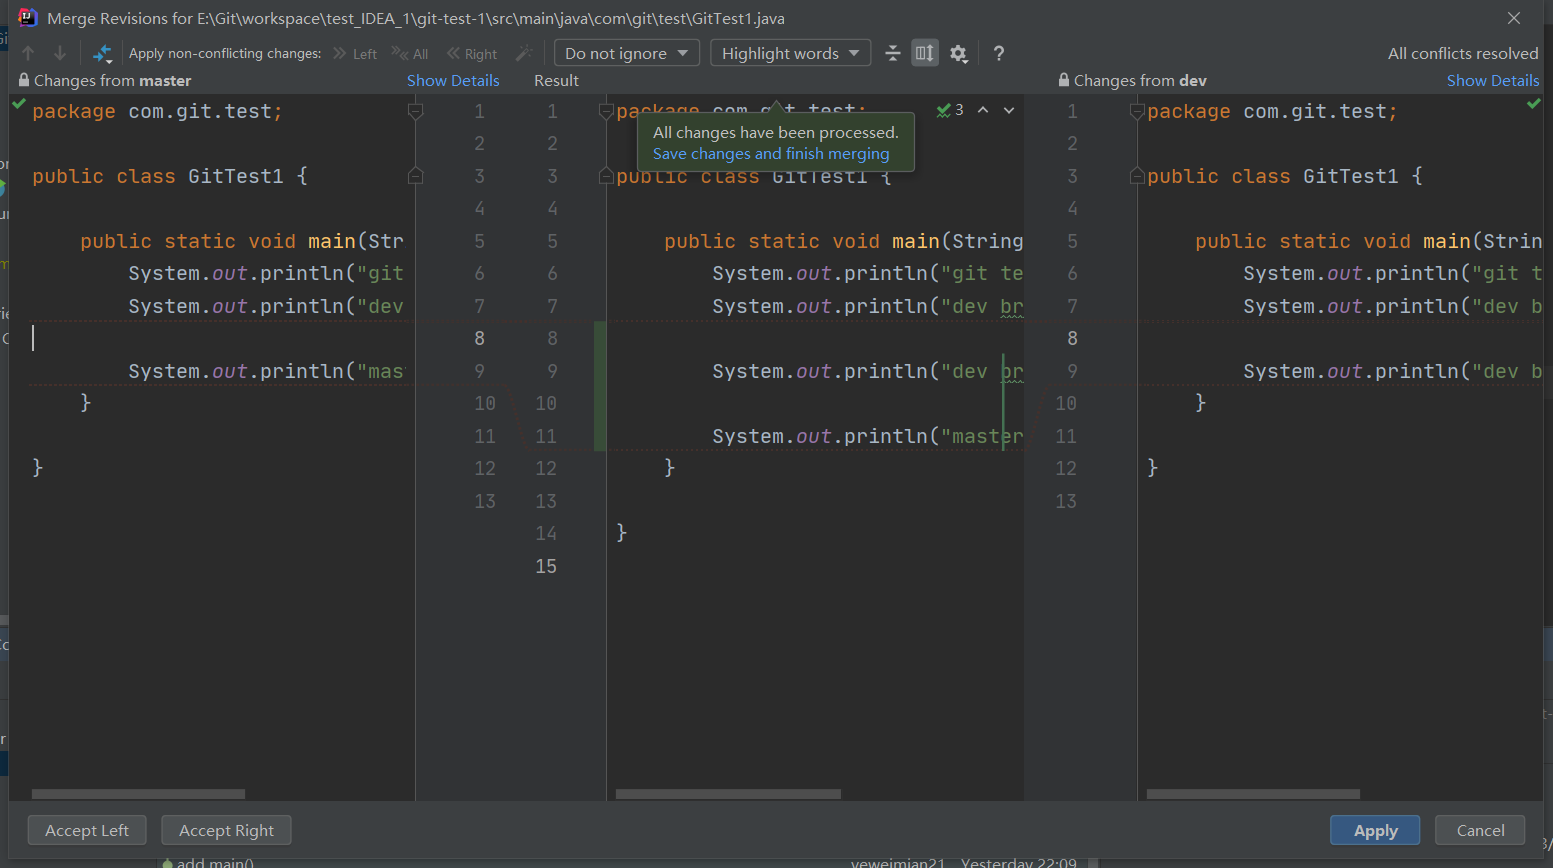 Merge Revisions for E:\Git\workspace\test_IDEA_1\git-test-1\src\main\java\com\git\test\GitTest1.java
Apply non-conflicting changes: Left All Right Do not ignore Highlight words ? All conflicts resolved
Changes from master Show Details Result Changes from dev Show Details
package com.git.test;
public class GitTest1 {
public static void main(Str
System.out.println("git
System.out.println("dev
System.out.println("mas
}
}
1
2
3
4
5
6
7
8
9
10
11
12
13
1
2
3
4
5
6
7
8
9
10
11
12
13
14
15
package com.git.test;
3
All changes have been processed.
Save changes and finish merging
public class GitTest1 {
public static void main(String
System.out.println("git te
System.out.println("dev br
System.out.println("dev br
System.out.println("master
}
}
1
2
3
4
5
6
7
8
9
10
11
12
13
package com.git.test;
public class GitTest1 {
public static void main(Strin
System.out.println("git t
System.out.println("dev b
System.out.println("dev b
}
}
Accept Left Accept Right Apply Cancel
add main() yeweimian21 Yesterday 22:09